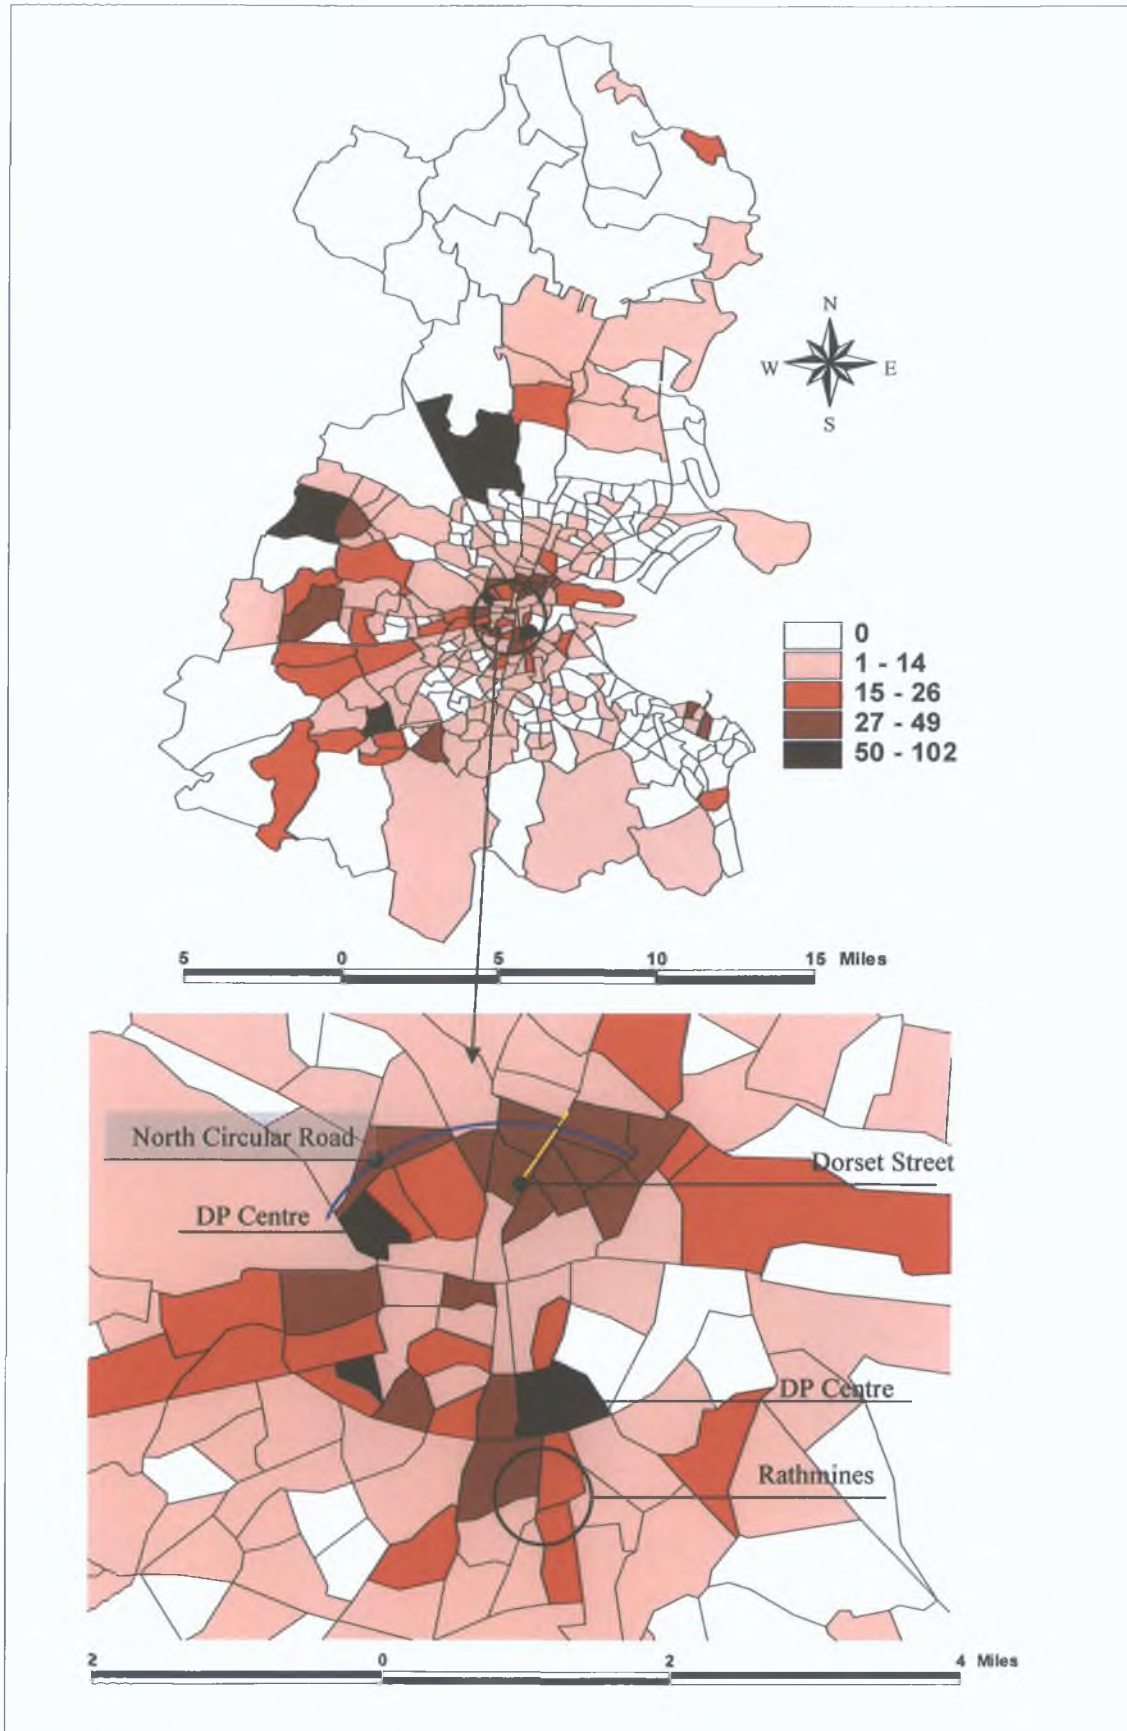 N
W E
S
0
1 - 14
15 - 26
27 - 49
50 - 102
5 0 5 10 15 Miles
North Circular Road
Dorset Street
DP Centre
DP Centre
Rathmines
2 0 2 4 Miles